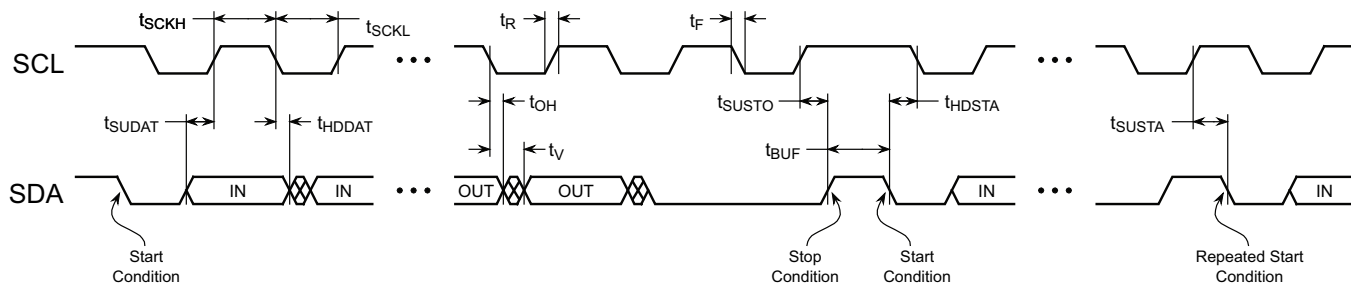 tSCKH
tSCKL
tR
tF
SCL
•••
•••
tSUDAT
tHDDAT
tOH
tV
tSUSTO
tHDSTA
tBUF
tSUSTA
SDA
IN
IN
•••
OUT
OUT
IN
•••
IN
Start
Condition
Stop
Condition
Start
Condition
Repeated Start
Condition